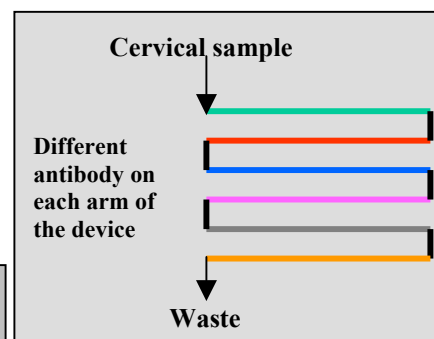 Cervical sample
Different
antibody on
each arm of
the device
Waste